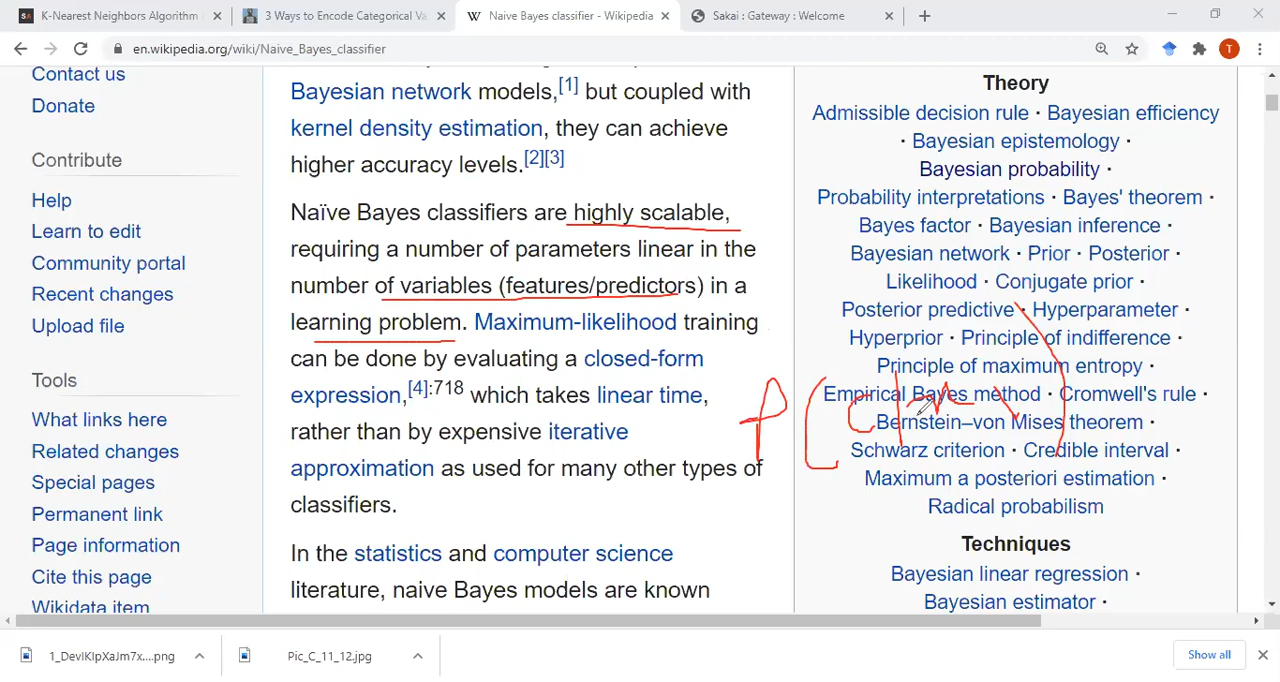 K-Nearest Neighbors Algorithm
3 Ways to Encode Categorical Va
Naive Bayes classifier - Wikipedia
Sakai : Gateway : Welcome
en.wikipedia.org/wiki/Naive_Bayes_classifier
T
Contact us
Donate
Contribute
Help
Learn to edit
Community portal
Recent changes
Upload file
Tools
What links here
Related changes
Special pages
Permanent link
Page information
Cite this page
Wikidata item
Bayesian network models,[1] but coupled with
kernel density estimation, they can achieve
higher accuracy levels.[2][3]
Naïve Bayes classifiers are highly scalable,
requiring a number of parameters linear in the
number of variables (features/predictors) in a
learning problem. Maximum-likelihood training
can be done by evaluating a closed-form
expression,[4]:718 which takes linear time,
rather than by expensive iterative
approximation as used for many other types of
classifiers.
In the statistics and computer science
literature, naive Bayes models are known
Theory
Admissible decision rule · Bayesian efficiency
· Bayesian epistemology ·
Bayesian probability ·
Probability interpretations · Bayes' theorem ·
Bayes factor · Bayesian inference ·
Bayesian network · Prior · Posterior ·
Likelihood · Conjugate prior ·
Posterior predictive · Hyperparameter ·
Hyperprior · Principle of indifference ·
Principle of maximum entropy ·
Empirical Bayes method · Cromwell's rule ·
Bernstein–von Mises theorem ·
Schwarz criterion · Credible interval ·
Maximum a posteriori estimation ·
Radical probabilism
Techniques
Bayesian linear regression ·
Bayesian estimator ·
1_DevIKIpXaJm7x....png
Pic_C_11_12.jpg
Show all